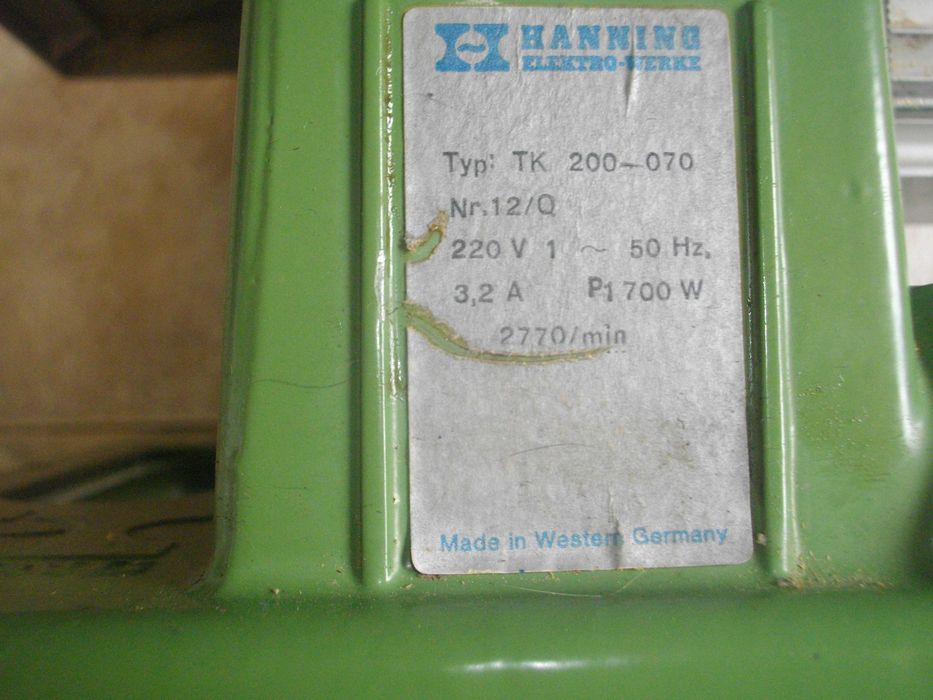 HANNING
ELEKTRO-WERKE
Typ: TK 200-070
Nr.12/Q
220 V 1 ~ 50 Hz.
3,2 A P1 700 W
2770/min
Made in Western Germany